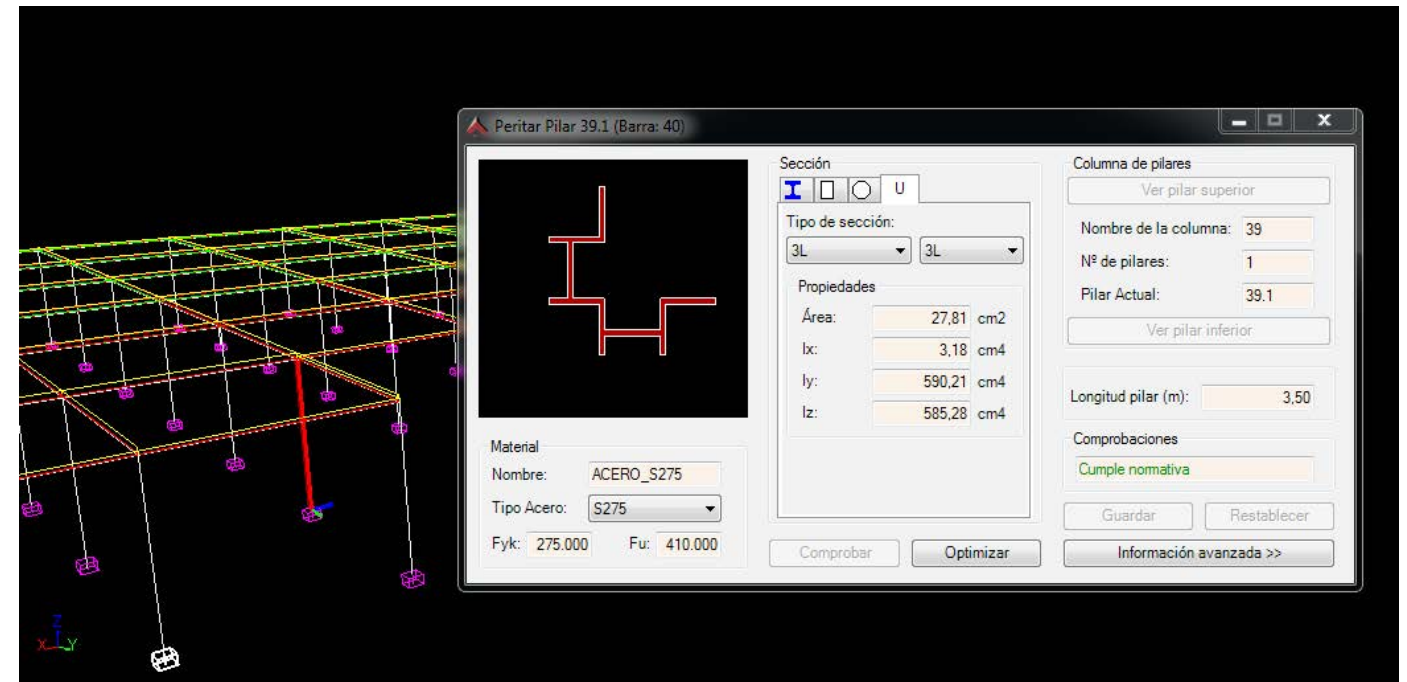 Peritar Pilar 39.1 (Barra: 40)
Sección
U
Tipo de sección:
3L 3L
Propiedades
Área: 27,81 cm2
Ix: 3,18 cm4
Iy: 590,21 cm4
Iz: 585,28 cm4
Columna de pilares
Ver pilar superior
Nombre de la columna: 39
Nº de pilares: 1
Pilar Actual: 39.1
Ver pilar inferior
Longitud pilar (m): 3,50
Comprobaciones
Cumple normativa
Material
Nombre: ACERO_S275
Tipo Acero: S275
Fyk: 275.000 Fu: 410.000
Comprobar Optimizar
Guardar Restablecer
Información avanzada >>
Z
X Y